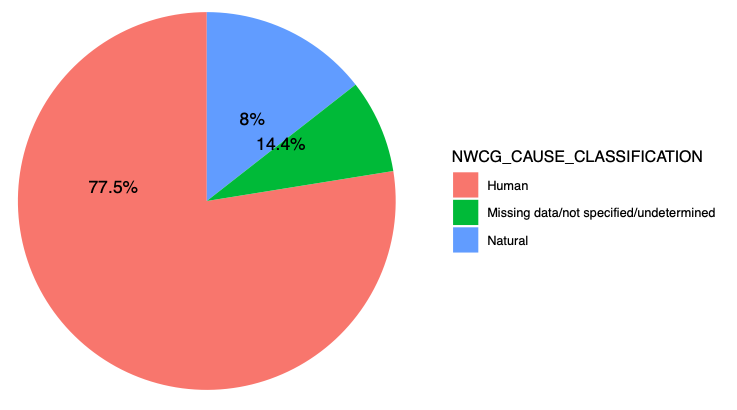 8%
14.4%
77.5%
NWCG_CAUSE_CLASSIFICATION
Human
Missing data/not specified/undetermined
Natural